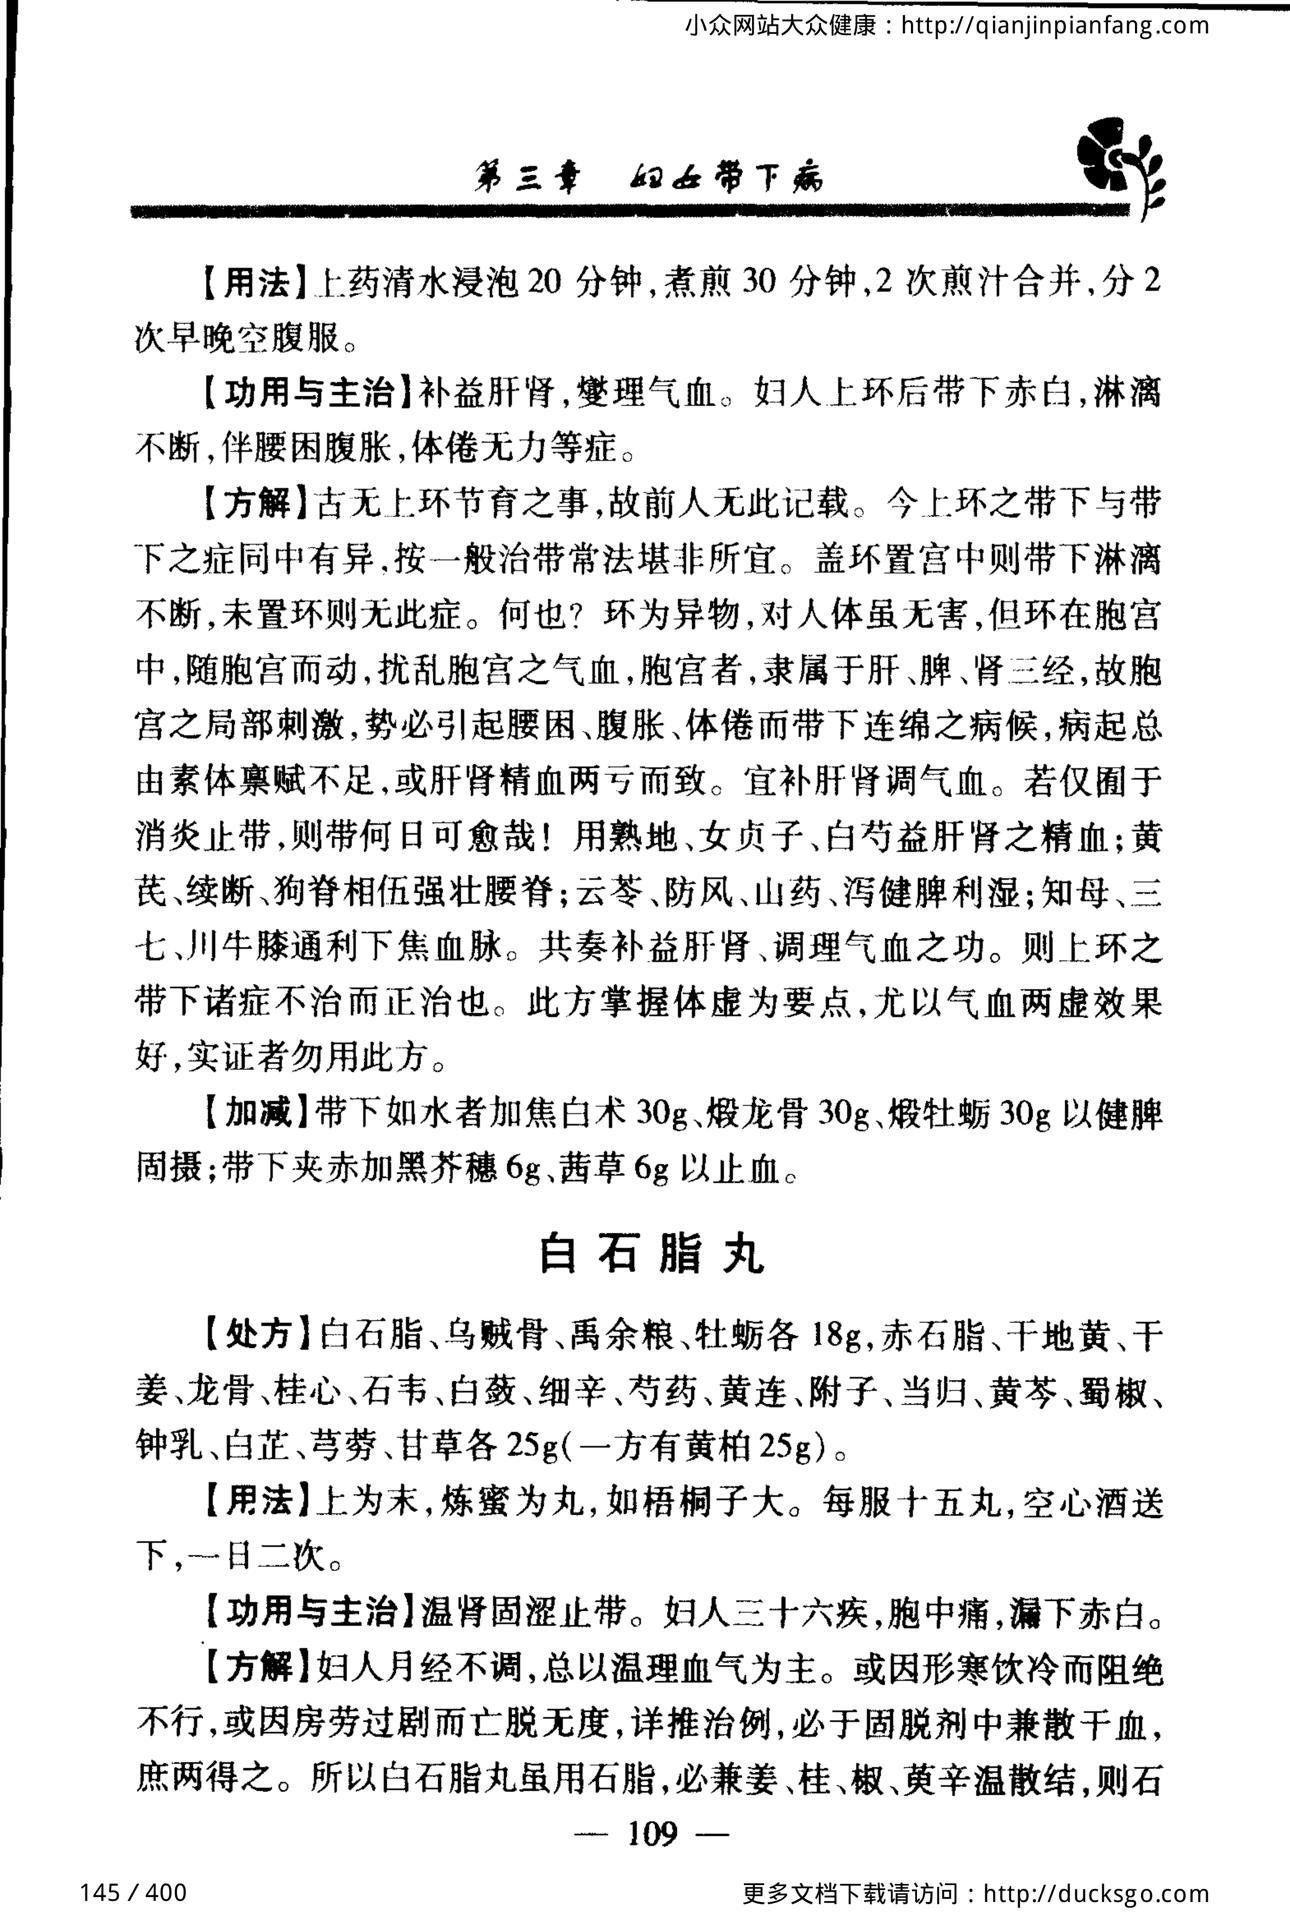 小众网站大众健康：http://qianjinpianfang.com
第三章 妇女带下病
【用法】上药清水浸泡20 分钟,煮煎30 分钟,2 次煎汁合并,分2
次早晚空腹服。
【功用与主治】补益肝肾,燮理气血。妇人上环后带下赤白,淋漓
不断,伴腰困腹胀,体倦无力等症。
【方解】古无上环节育之事,故前人无此记载。今上环之带下与带
下之症同中有异,按一般治带常法堪非所宜。盖环置宫中则带下淋漓
不断,未置环则无此症。何也? 环为异物,对人体虽无害,但环在胞宫
中,随胞宫而动,扰乱胞宫之气血,胞宫者,隶属于肝、脾、肾三经,故胞
宫之局部刺激,势必引起腰困、腹胀、体倦而带下连绵之病候,病起总
由素体禀赋不足,或肝肾精血两亏而致。宜补肝肾调气血。若仅囿于
消炎止带,则带何日可愈哉! 用熟地、女贞子、白芍益肝肾之精血;黄
芪、续断、狗脊相伍强壮腰脊;云苓、防风、山药、泻健脾利湿;知母、三
七、川牛膝通利下焦血脉。共奏补益肝肾、调理气血之功。则上环之
带下诸症不治而正治也。此方掌握体虚为要点,尤以气血两虚效果
好,实证者勿用此方。
【加减】带下如水者加焦白术 30g、煅龙骨 30g、煅牡蛎 30g 以健脾
固摄;带下夹赤加黑芥穗 6g、茜草 6g 以止血。
白石脂丸
【处方】白石脂、乌贼骨、禹余粮、牡蛎各 18g,赤石脂、干地黄、干
姜、龙骨、桂心、石韦、白蔹、细辛、芍药、黄连、附子、当归、黄芩、蜀椒、
钟乳、白芷、芎䓖、甘草各 25g(一方有黄柏 25g)。
【用法】上为末,炼蜜为丸,如梧桐子大。每服十五丸,空心酒送
下,一日二次。
【功用与主治】温肾固涩止带。妇人三十六疾,胞中痛,漏下赤白。
【方解】妇人月经不调,总以温理血气为主。或因形寒饮冷而阻绝
不行,或因房劳过剧而亡脱无度,详推治例,必于固脱剂中兼散干血,
庶两得之。所以白石脂丸虽用石脂,必兼姜、桂、椒、萸辛温散结,则石
— 109 —
145 / 400
更多文档下载请访问：http://ducksgo.com